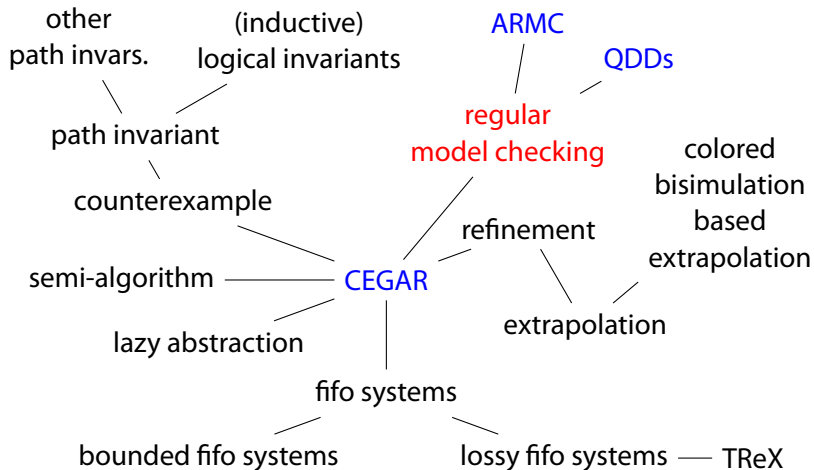 other
path invars.
(inductive)
logical invariants
ARMC
QDDs
path invariant
regular
model checking
colored
bisimulation
based
extrapolation
counterexample
refinement
semi-algorithm
CEGAR
lazy abstraction
extrapolation
fifo systems
bounded fifo systems
lossy fifo systems
TReX